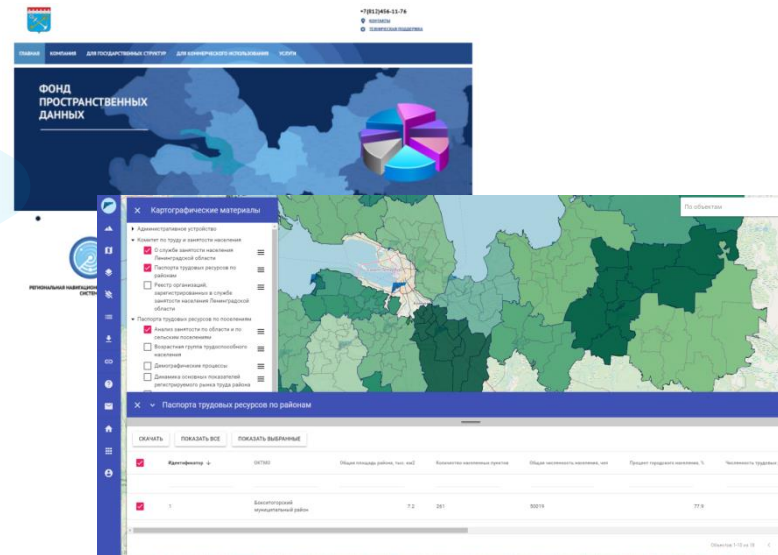 +7(812)456-11-76
КОНТАКТЫ
ТЕХНИЧЕСКАЯ ПОДДЕРЖКА
ГЛАВНАЯ КОМПАНИЯ ДЛЯ ГОСУДАРСТВЕННЫХ СТРУКТУР ДЛЯ КОММЕРЧЕСКОГО ИСПОЛЬЗОВАНИЯ УСЛУГИ
ФОНД
ПРОСТРАНСТВЕННЫХ
ДАННЫХ
РЕГИОНАЛЬНАЯ НАВИГАЦИОН
СИСТЕМ
Картографические материалы
По объектам
Административное устройство
Комитет по труду и занятости населения
О службе занятости населения
Ленинградской области
Паспорта трудовых ресурсов по
районам
Реестр организаций,
зарегистрированных в службе
занятости населения Ленинградской
области
Паспорта трудовых ресурсов по поселениям
Анализ занятости по области и по
сельским поселениям
Возрастная группа трудоспособного
населения
Демографические процессы
Динамика основных показателей
регистрируемого рынка труда района
Паспорта трудовых ресурсов по районам
СКАЧАТЬ ПОКАЗАТЬ ВСЕ ПОКАЗАТЬ ВЫБРАННЫЕ
Идентификатор ОКТМО Общая площадь района, тыс. км2 Количество населенных пунктов Общая численность населения, чел Процент городского населения, % Численность трудовых
1 Бокситогорский муниципальный район 7.2 261 50019 77.9
Объектов 1-10 из 18